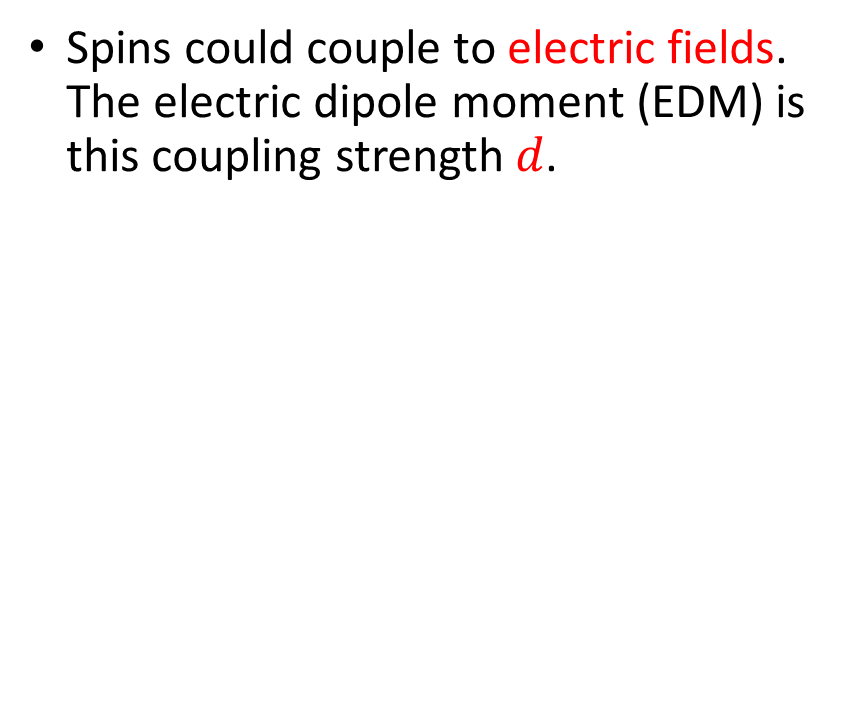 • Spins could couple to electric fields.
The electric dipole moment (EDM) is
this coupling strength d.